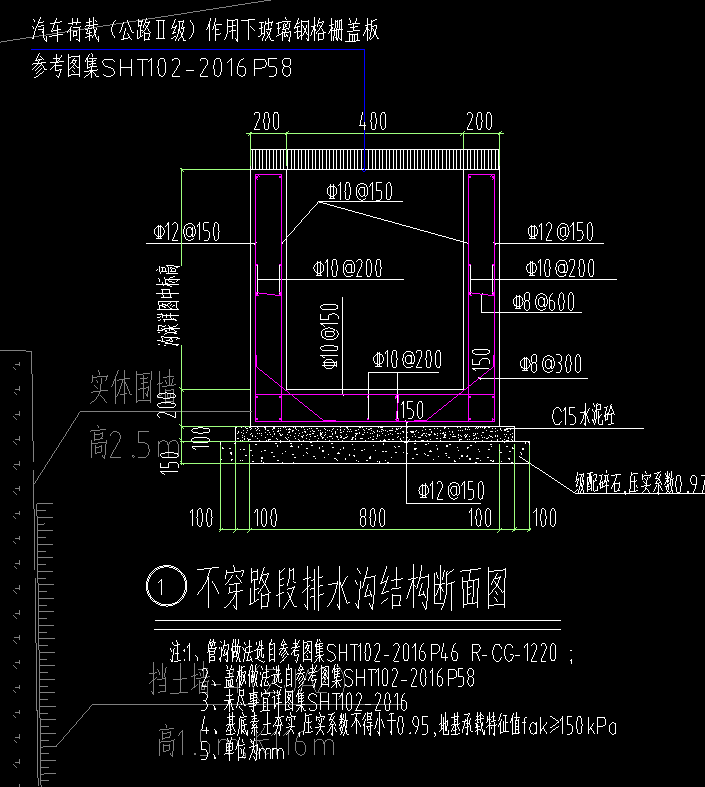 汽车荷载（公路Ⅱ级）作用下玻璃钢格栅盖板
参考图集SHT102-2016 P58
200 400 200
Φ10@150
Φ12@150 Φ12@150
Φ10@200 Φ10@200
Φ8@600
沟深详图中标高
Φ10@150
Φ10@200 150 Φ8@300
实体围墙
200 150 C15水泥砼
高2.5m
100
150
级配碎石,压实系数0.97
Φ12@150
100 100 800 100 100
1 不穿路段排水沟结构断面图
注:1、管沟做法选自参考图集SHT102-2016 P46 R-CG-1220 ;
2、盖板做法选自参考图集SHT102-2016 P58
挡土墙
3、未尽事宜详图集SHT102-2016
4、基底素土夯实,压实系数不得小于0.95,地基承载特征值fak≥150kPa
5、单位为mm